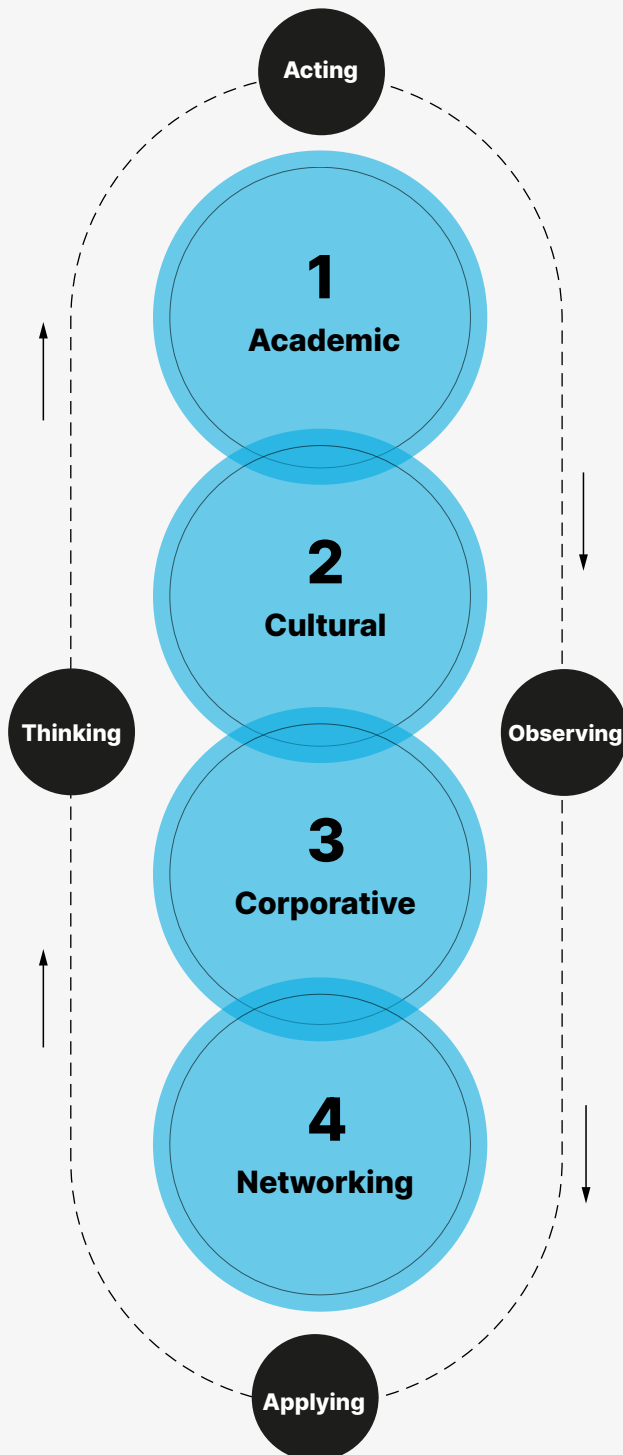 Acting
1
Academic
2
Cultural
Thinking
Observing
3
Corporative
4
Networking
Applying